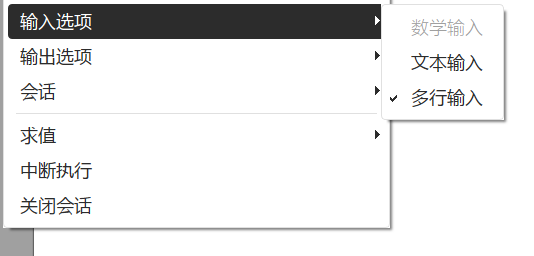 输入选项
输出选项
会话
求值
中断执行
关闭会话
数学输入
文本输入
多行输入